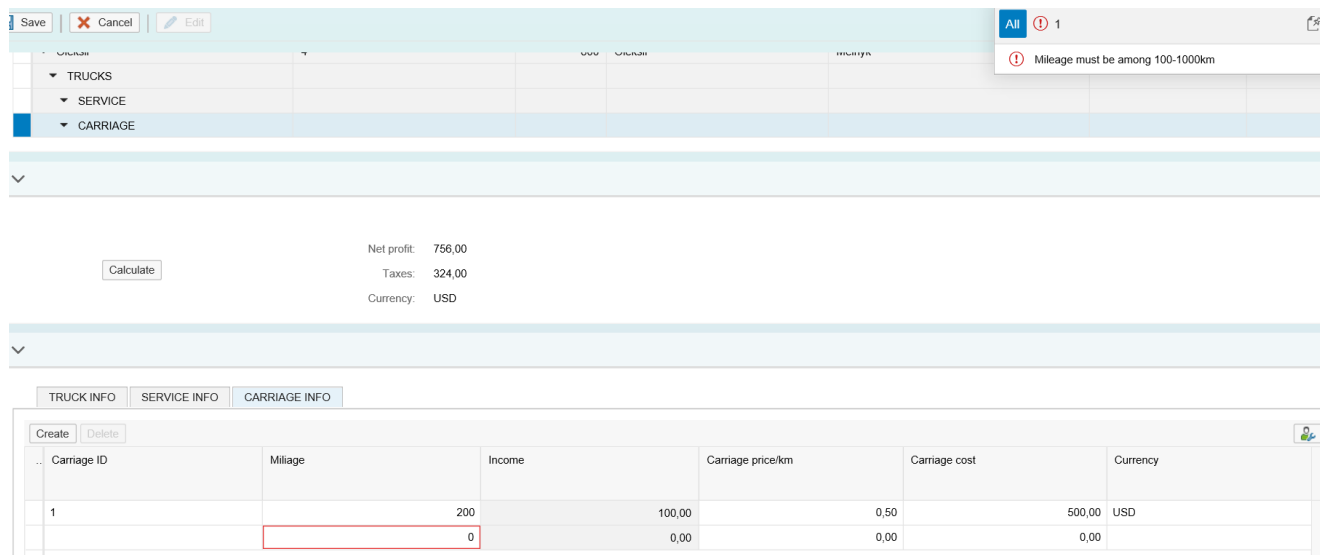 Save Cancel Edit All 1
Mileage must be among 100-1000km
TRUCKS
SERVICE
CARRIAGE
Net profit: 756,00
Calculate
Taxes: 324,00
Currency: USD
TRUCK INFO SERVICE INFO CARRIAGE INFO
Create Delete
.. Carriage ID Miliage Income Carriage price/km Carriage cost Currency
1 200 100,00 0,50 500,00 USD
0 0,00 0,00 0,00